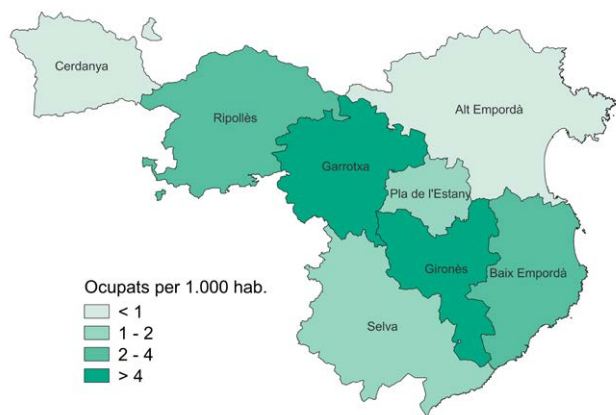 Cerdanya
Ripollès
Alt Empordà
Garrotxa
Pla de l'Estany
Gironès
Baix Empordà
Selva
Ocupats per 1.000 hab.
< 1
1 - 2
2 - 4
> 4